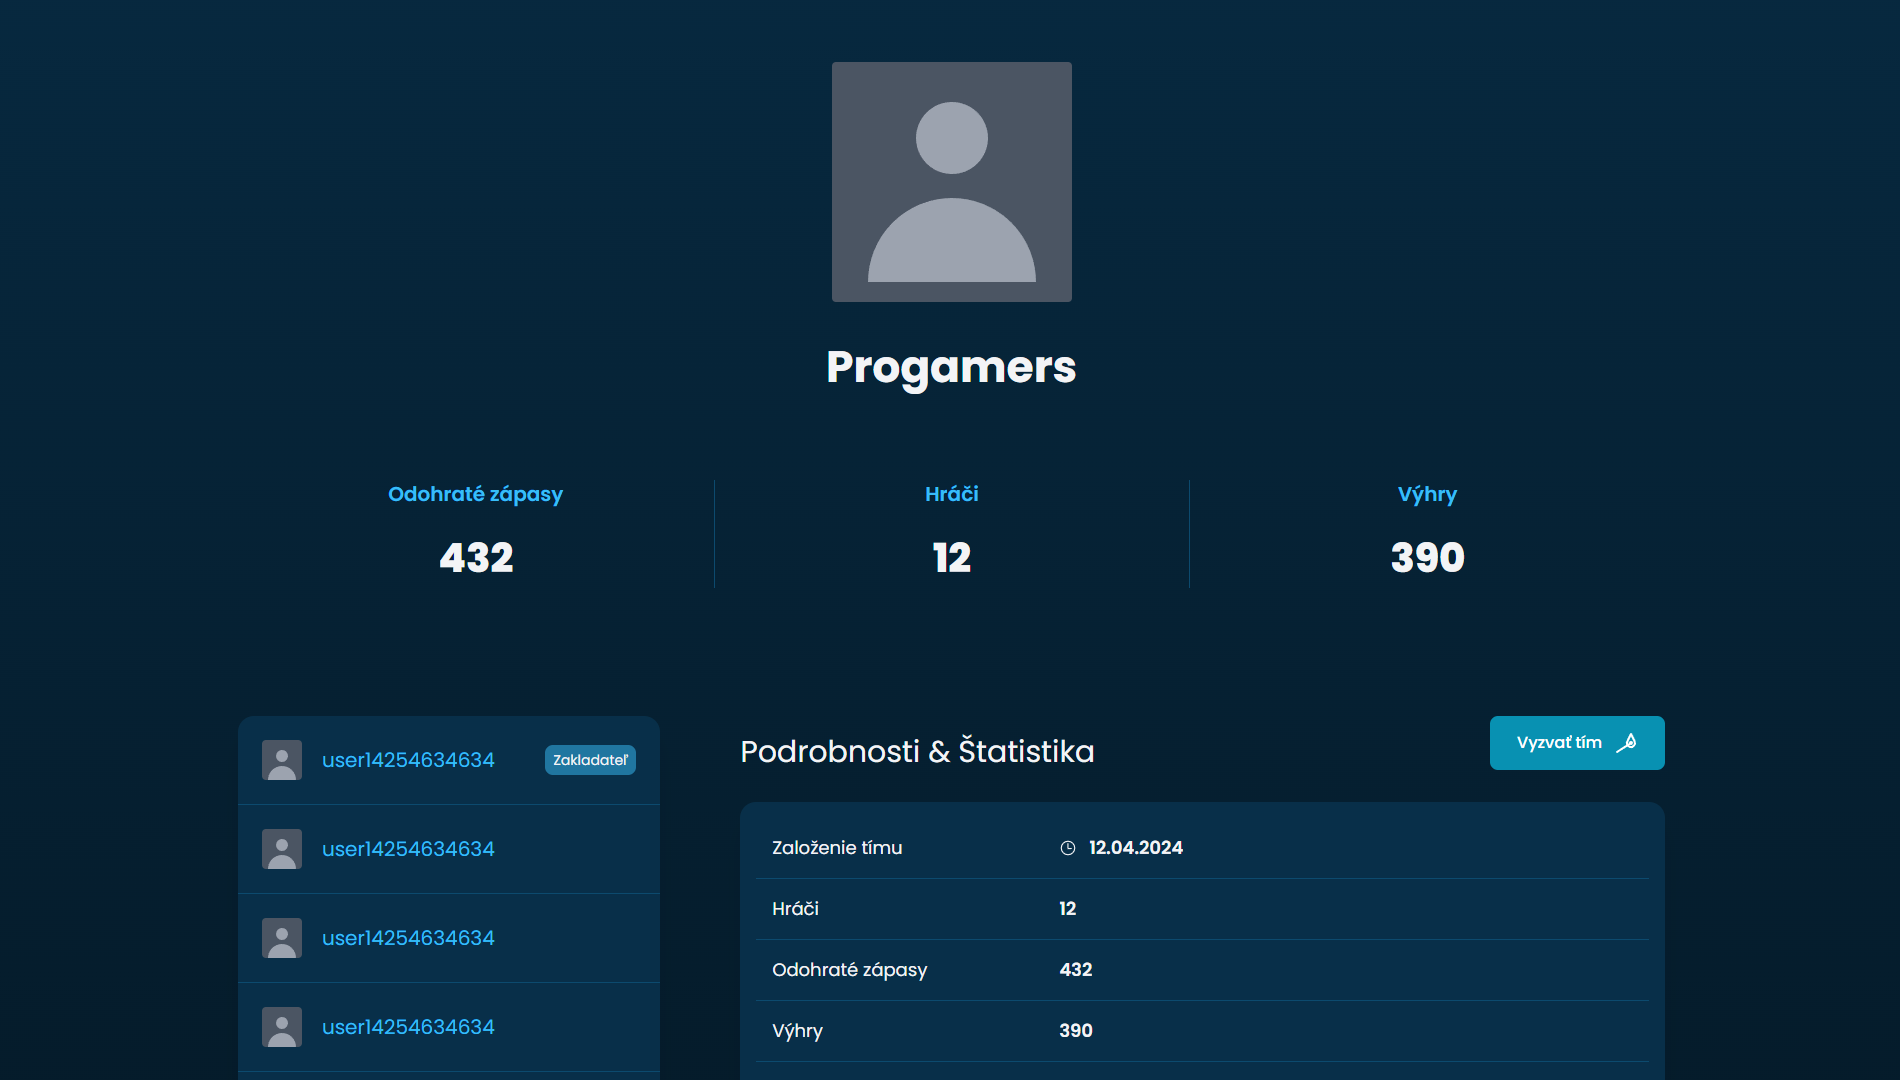 Progamers
Odohraté zápasy
432
Hráči
12
Výhry
390
user14254634634
Zakladateľ
user14254634634
user14254634634
user14254634634
Podrobnosti & Štatistika
Vyzvať tím
Založenie tímu
12.04.2024
Hráči
12
Odohraté zápasy
432
Výhry
390